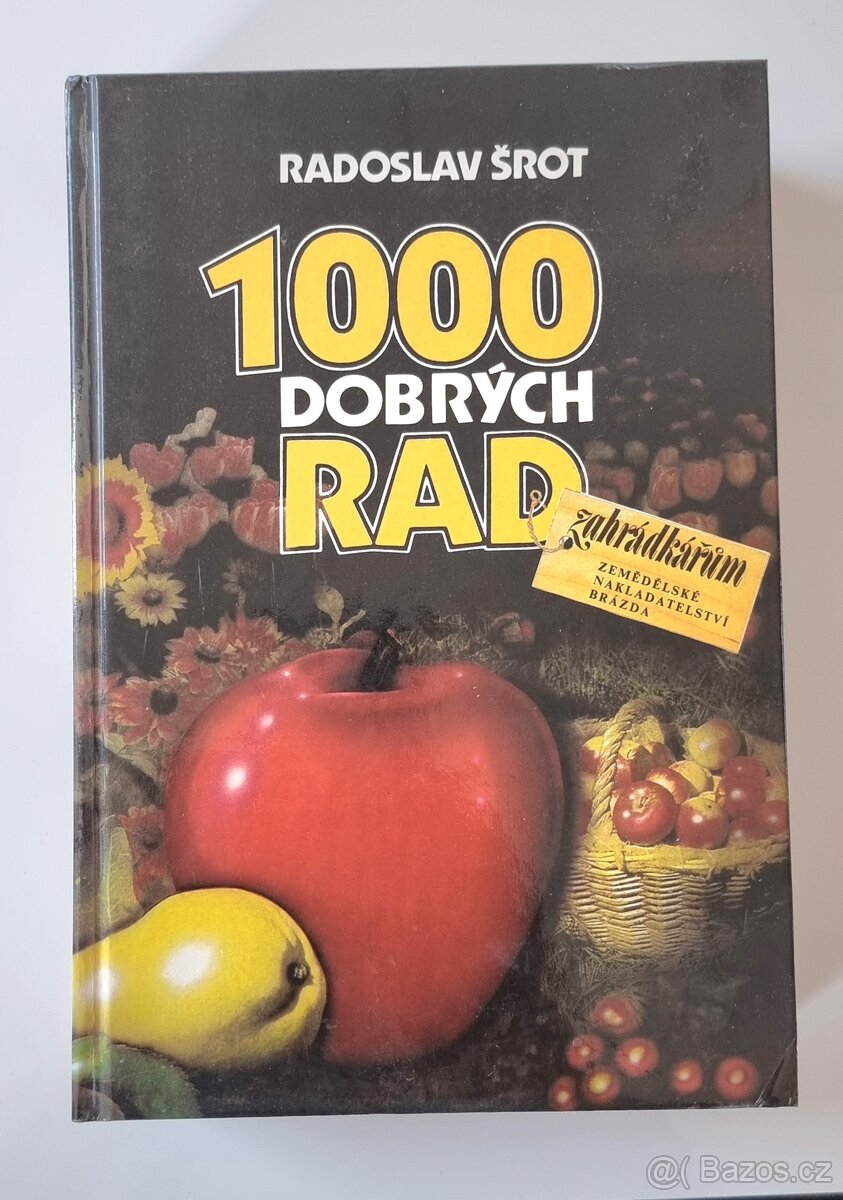 RADOSLAV ŠROT
1000
DOBRÝCH
RAD
zahrádkářům
ZEMĚDĚLSKÉ
NAKLADATELSTVÍ
BRÁZDA
@( Bazos.cz